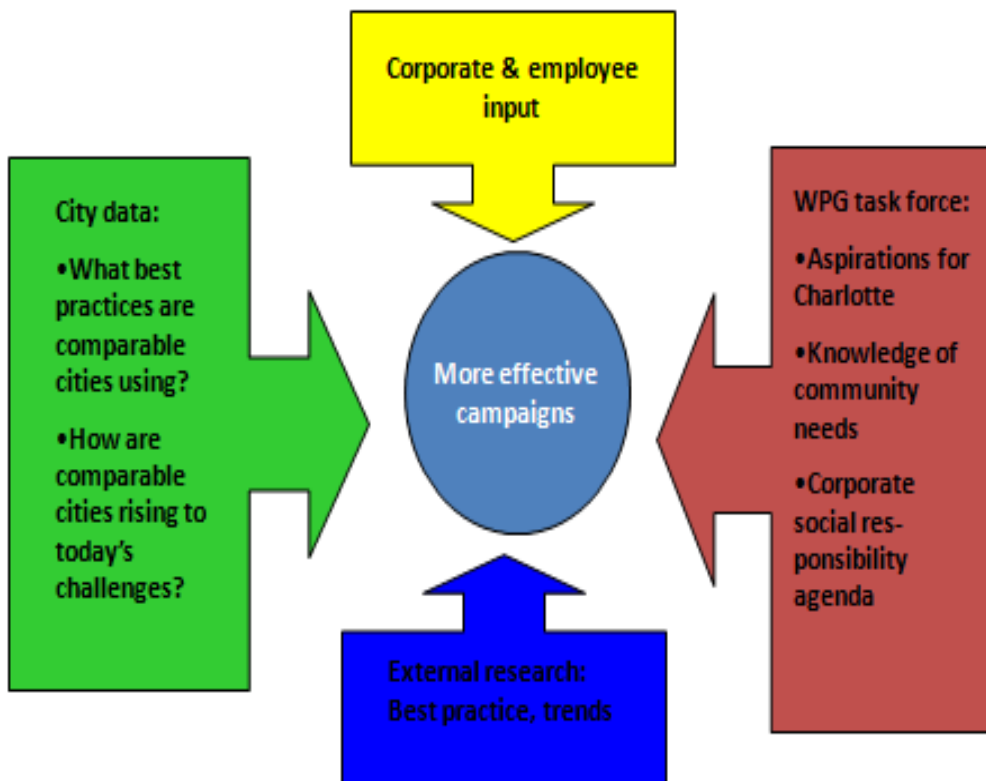 Corporate & employee
input
City data:
•What best
practices are
comparable
cities using?
•How are
comparable
cities rising to
today's
challenges?
More effective
campaigns
WPG task force:
•Aspirations for
Charlotte
•Knowledge of
community
needs
•Corporate
social res-
ponsibility
agenda
External research:
Best practice, trends